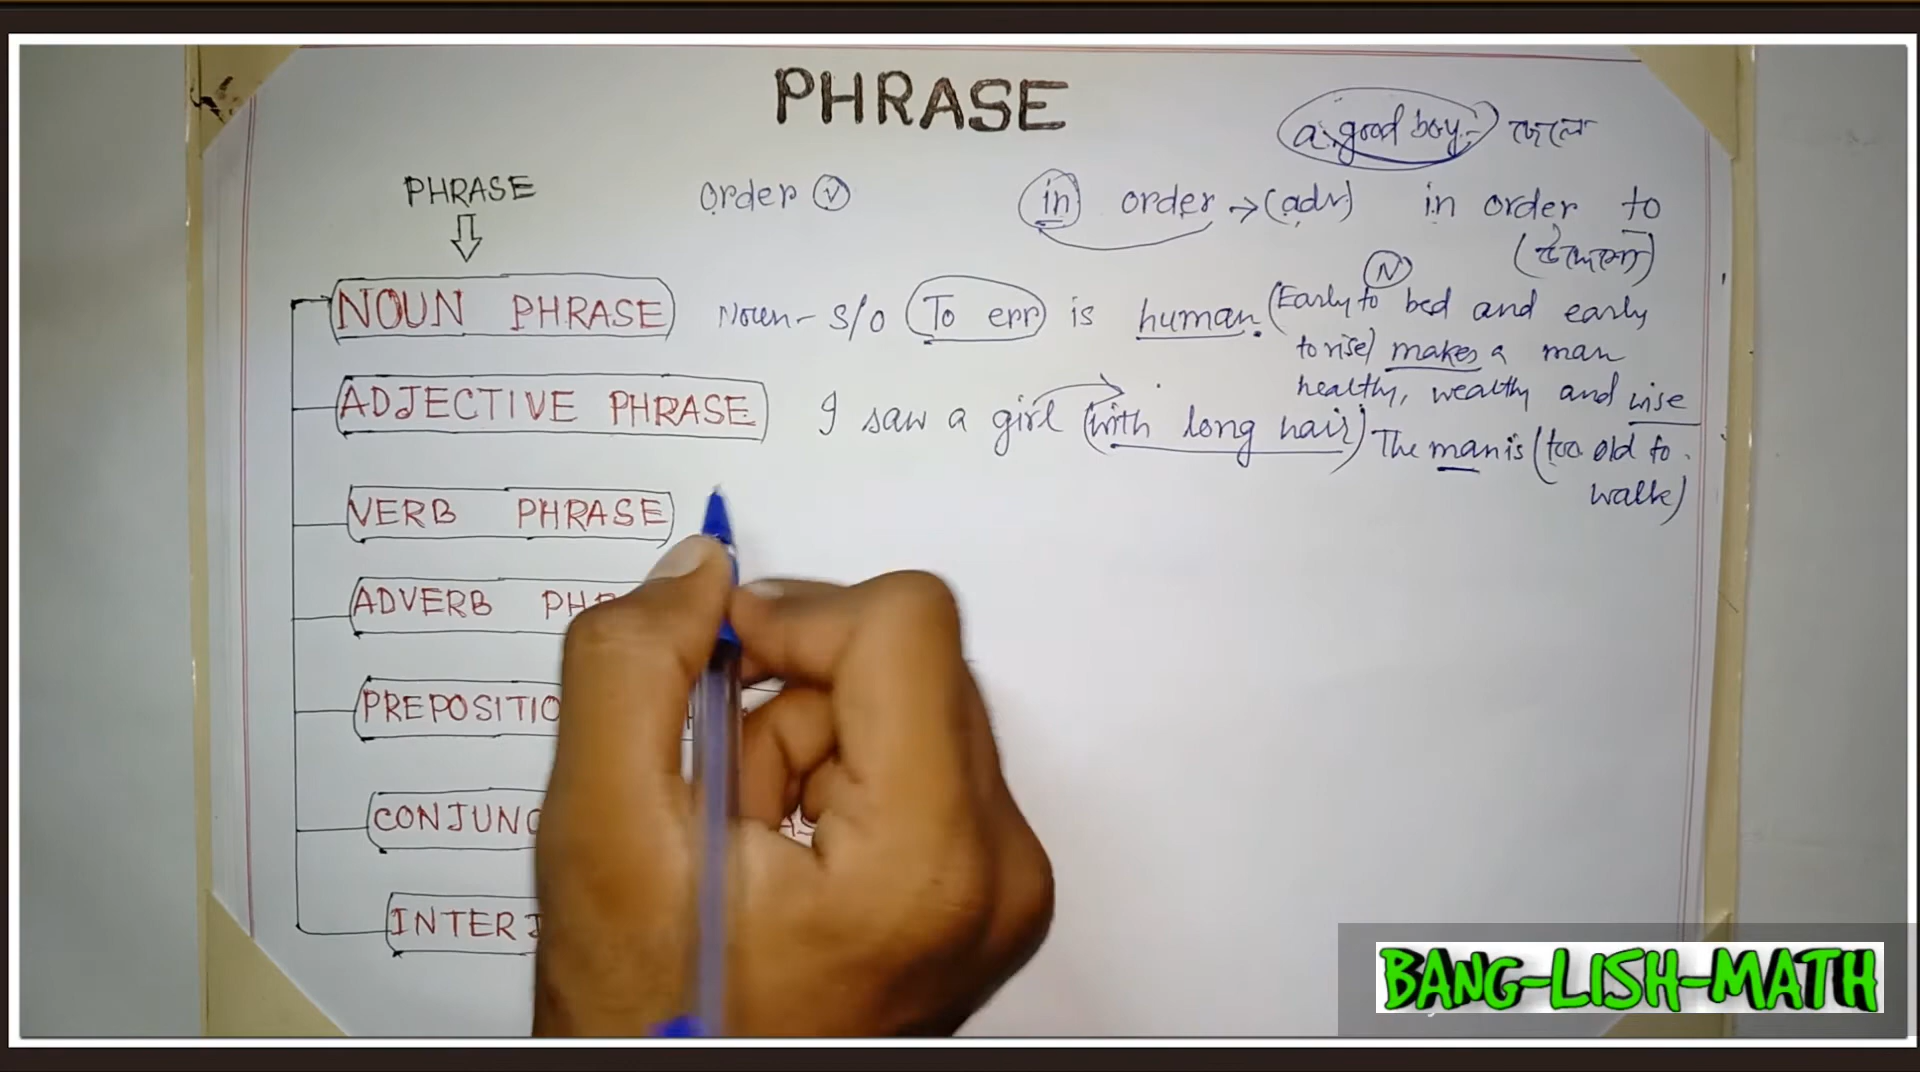 PHRASE
a good boy:- ছেলে
PHRASE
order (V)
in order → (adv)
in order to
NOUN PHRASE
Noun- S/O To err is human.
(N)
(Early to bed and early
to rise) makes a man
healthy, wealthy and wise
ADJECTIVE PHRASE
I saw a girl (with long hair)
The man is (too old to
walk)
VERB PHRASE
ADVERB PHR
PREPOSITIO
CONJUNC
INTERJ
BANG-LISH-MATH